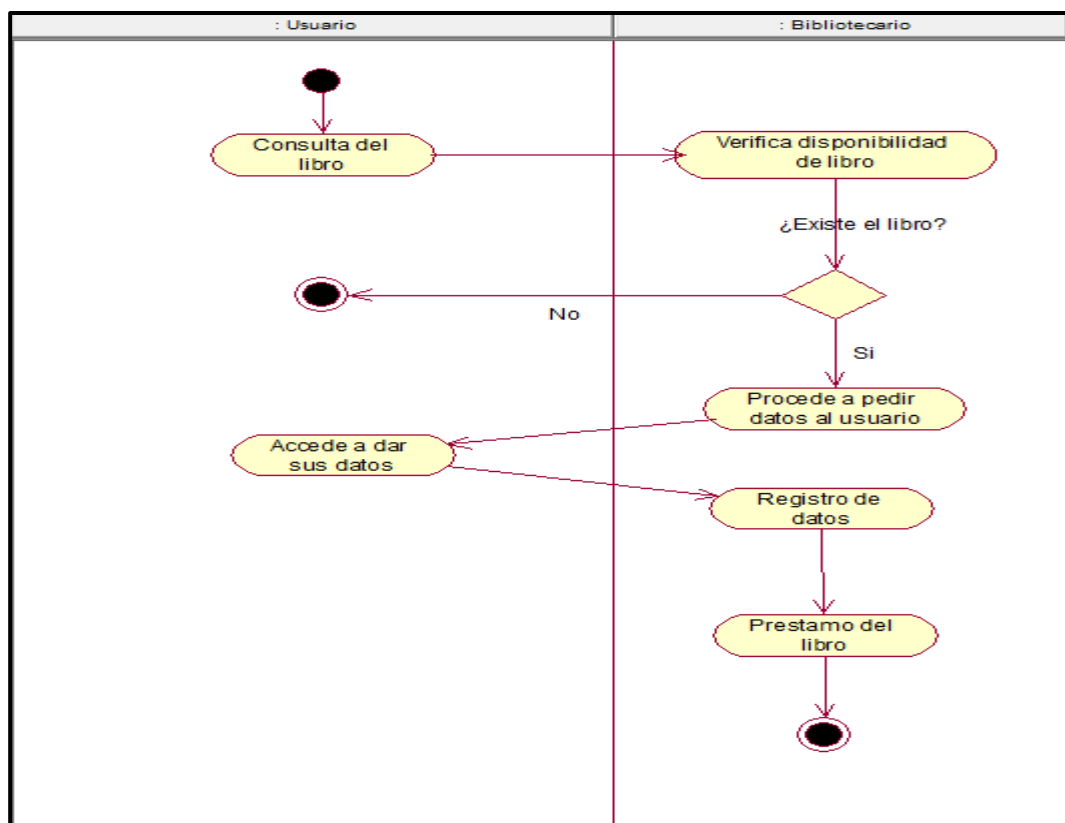 : Usuario
: Bibliotecario
Consulta del
libro
Verifica disponibilidad
de libro
¿Existe el libro?
No
Si
Procede a pedir
datos al usuario
Accede a dar
sus datos
Registro de
datos
Prestamo del
libro